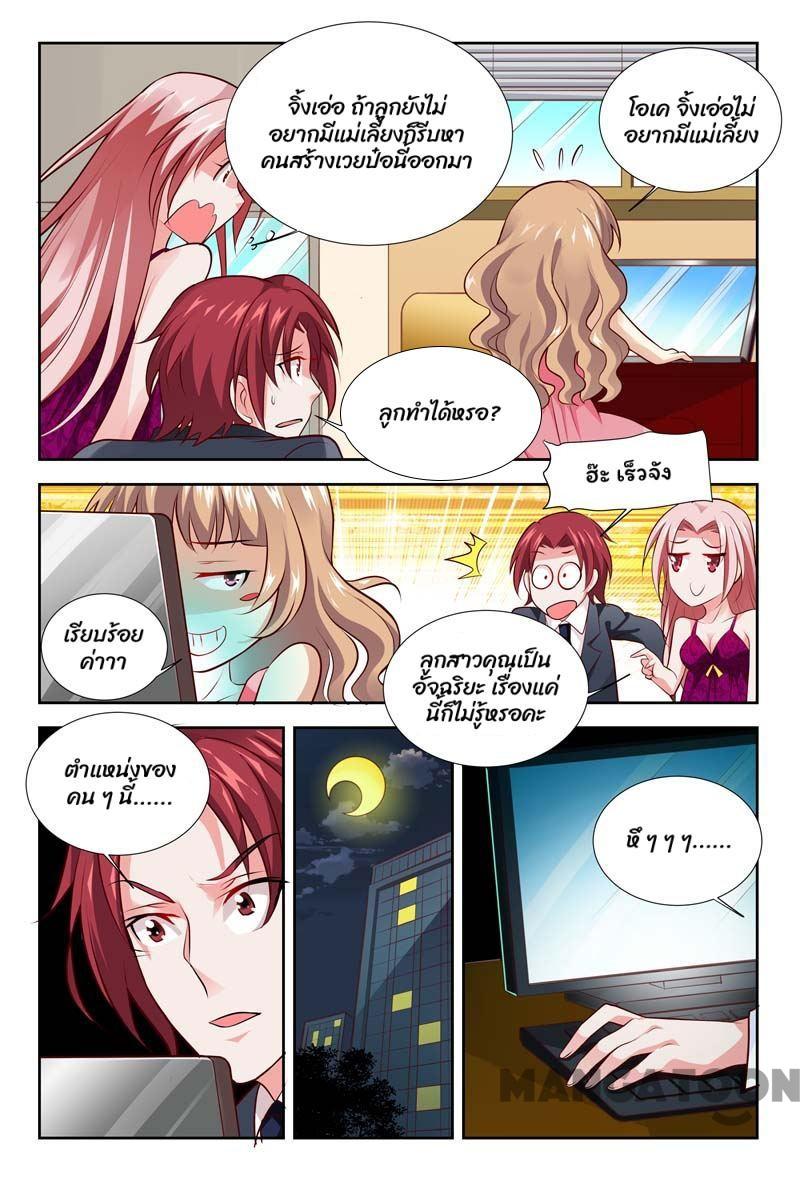 จิ้งเอ๋อ ถ้าลูกยังไม่
อยากมีแม่เลี้ยงก็รีบหา
คนสร้างเวยป๋อนี้ออกมา
โอเค จิ้งเอ๋อไม่
อยากมีแม่เลี้ยง
ลูกทำได้หรอ?
ฮ๊ะ เร็วจัง
เรียบร้อย
ค่าาา
ลูกสาวคุณเป็น
อัจฉริยะ เรื่องแค่
นี้ก็ไม่รู้หรอคะ
ตำแหน่งของ
คน ๆ นี้......
หึ ๆ ๆ ๆ......
MANGATOON